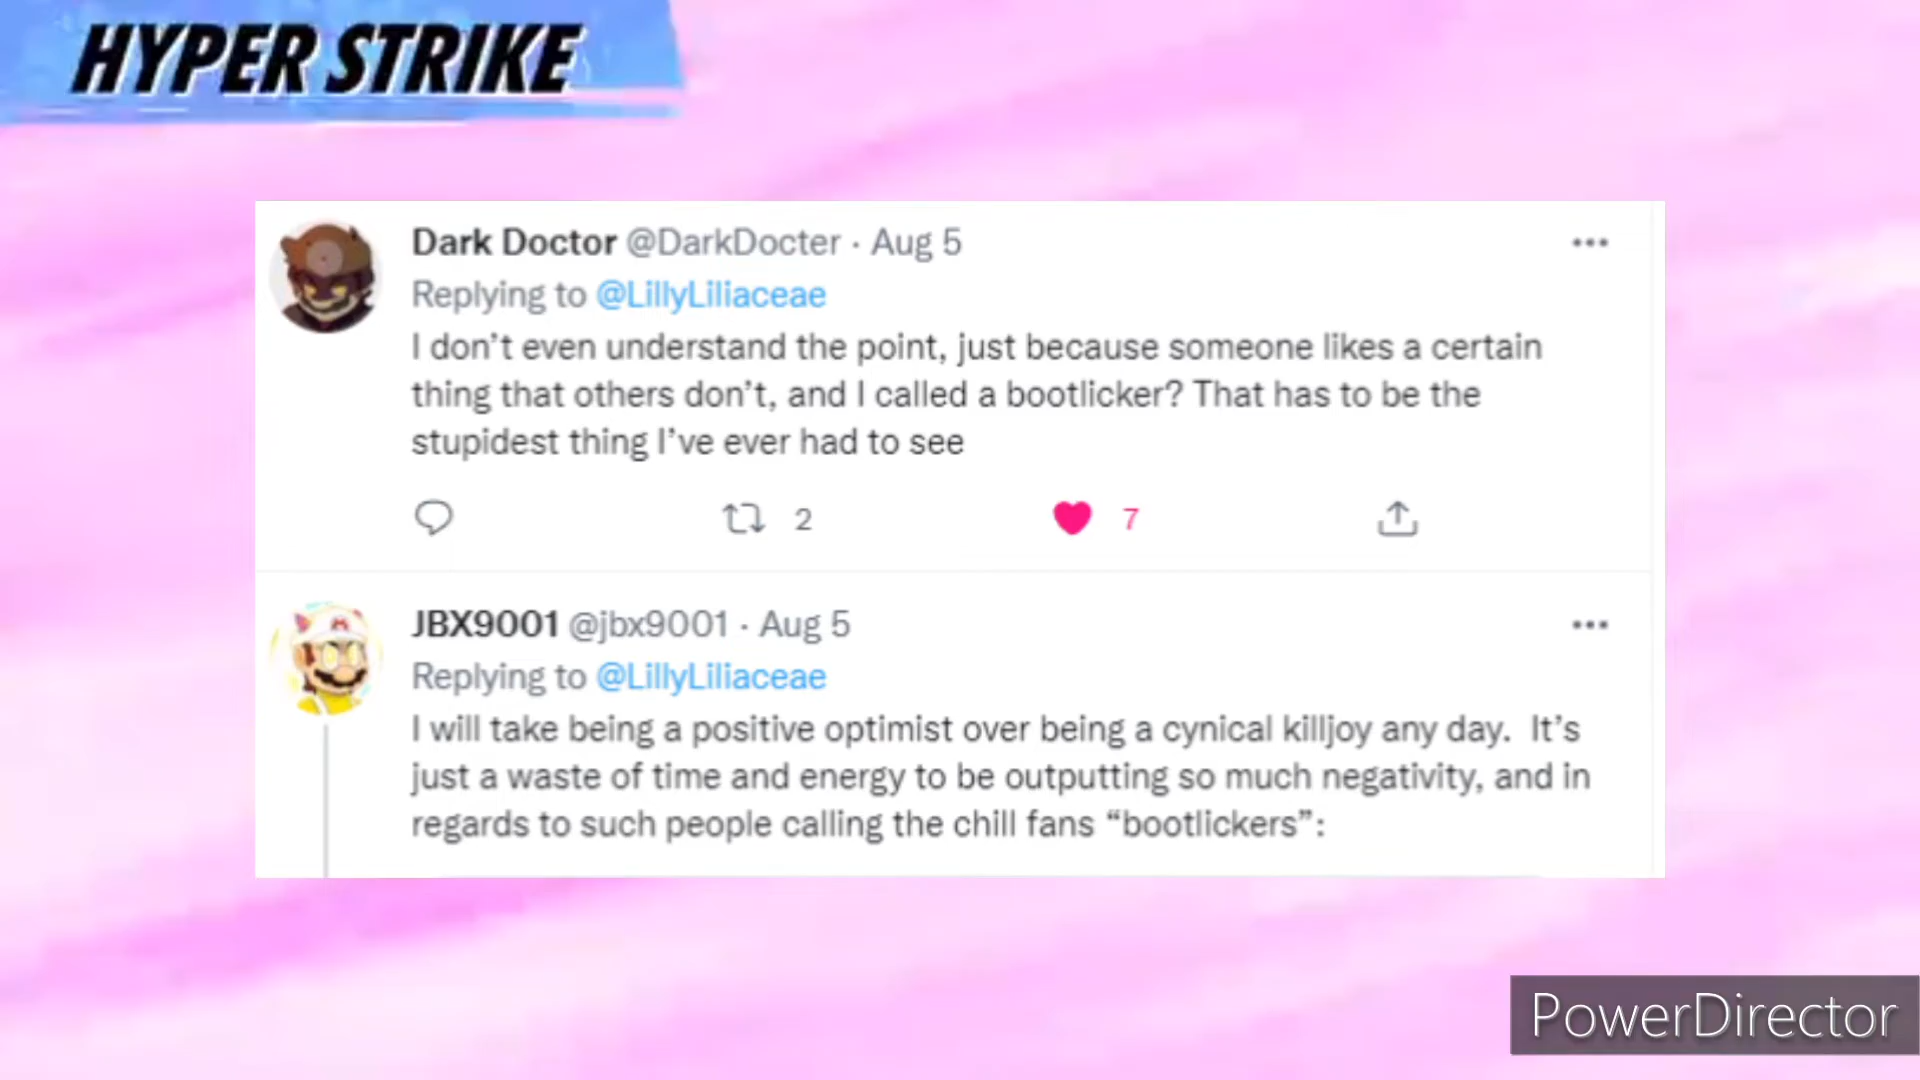 HYPER STRIKE
Dark Doctor @DarkDocter · Aug 5
Replying to @LillyLiliaceae
I don’t even understand the point, just because someone likes a certain
thing that others don’t, and I called a bootlicker? That has to be the
stupidest thing I’ve ever had to see
2 7
JBX9001 @jbx9001 · Aug 5
Replying to @LillyLiliaceae
I will take being a positive optimist over being a cynical killjoy any day.  It’s
just a waste of time and energy to be outputting so much negativity, and in
regards to such people calling the chill fans “bootlickers”:
PowerDirector